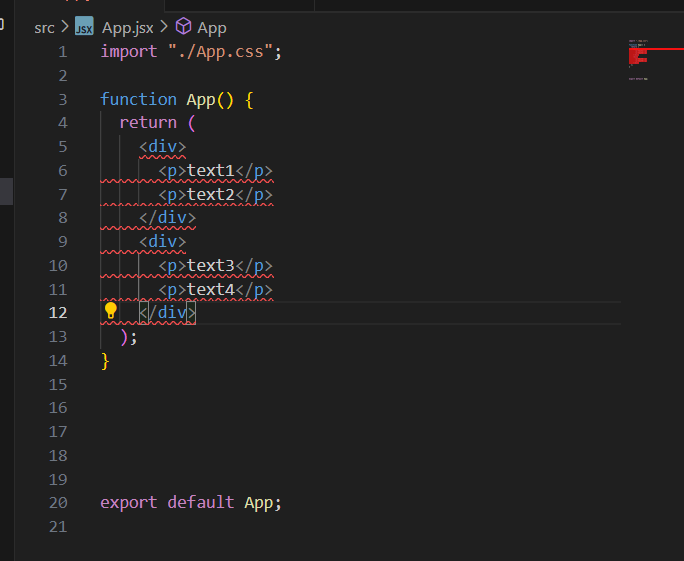 src > JSX App.jsx > App
1 import "./App.css";
2
3 function App() {
4   return (
5     <div>
6       <p>text1</p>
7       <p>text2</p>
8     </div>
9     <div>
10       <p>text3</p>
11       <p>text4</p>
12     </div>
13   );
14 }
15
16
17
18
19
20 export default App;
21